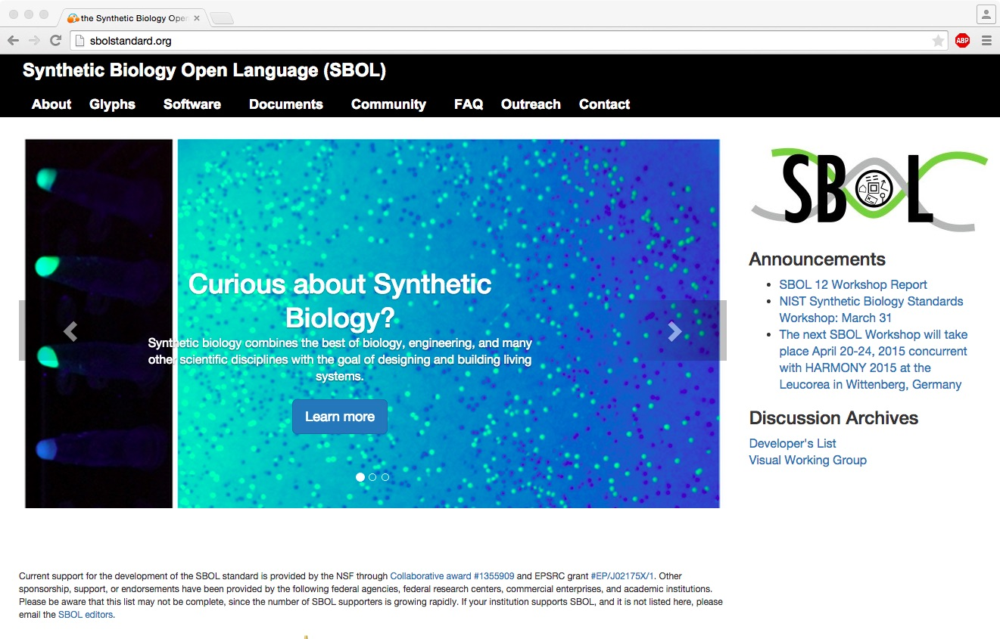 the Synthetic Biology Open
sbolstandard.org
ABP
Synthetic Biology Open Language (SBOL)
About Glyphs Software Documents Community FAQ Outreach Contact
Curious about Synthetic
Biology?
Synthetic biology combines the best of biology, engineering, and many
other scientific disciplines with the goal of designing and building living
systems.
Learn more
SBOL
Announcements
SBOL 12 Workshop Report
NIST Synthetic Biology Standards
Workshop: March 31
The next SBOL Workshop will take
place April 20-24, 2015 concurrent
with HARMONY 2015 at the
Leucorea in Wittenberg, Germany
Discussion Archives
Developer's List
Visual Working Group
Current support for the development of the SBOL standard is provided by the NSF through Collaborative award #1355909 and EPSRC grant #EP/J02175X/1. Other
sponsorship, support, or endorsements have been provided by the following federal agencies, federal research centers, commercial enterprises, and academic institutions.
Please be aware that this list may not be complete, since the number of SBOL supporters is growing rapidly. If your institution supports SBOL, and it is not listed here, please
email the SBOL editors.